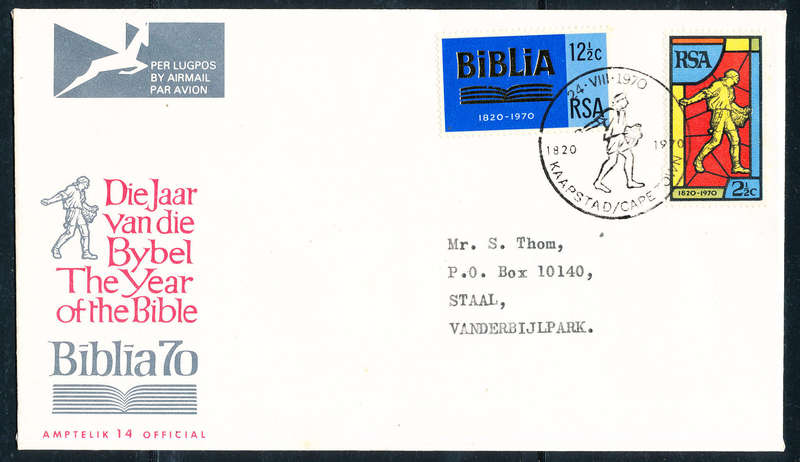 PER LUGPOS
BY AIRMAIL
PAR AVION
BiBLiA 12½c
RSA
1820-1970
RSA
1820-1970 2½c
24·VIII·1970
1820 1970
KAAPSTAD/CAPE TOWN
Die Jaar
van die
Bybel
The Year
of the Bible
Biblia 70
AMPTELIK 14 OFFICIAL
Mr. S. Thom,
P.O. Box 10140,
STAAL,
VANDERBIJLPARK.